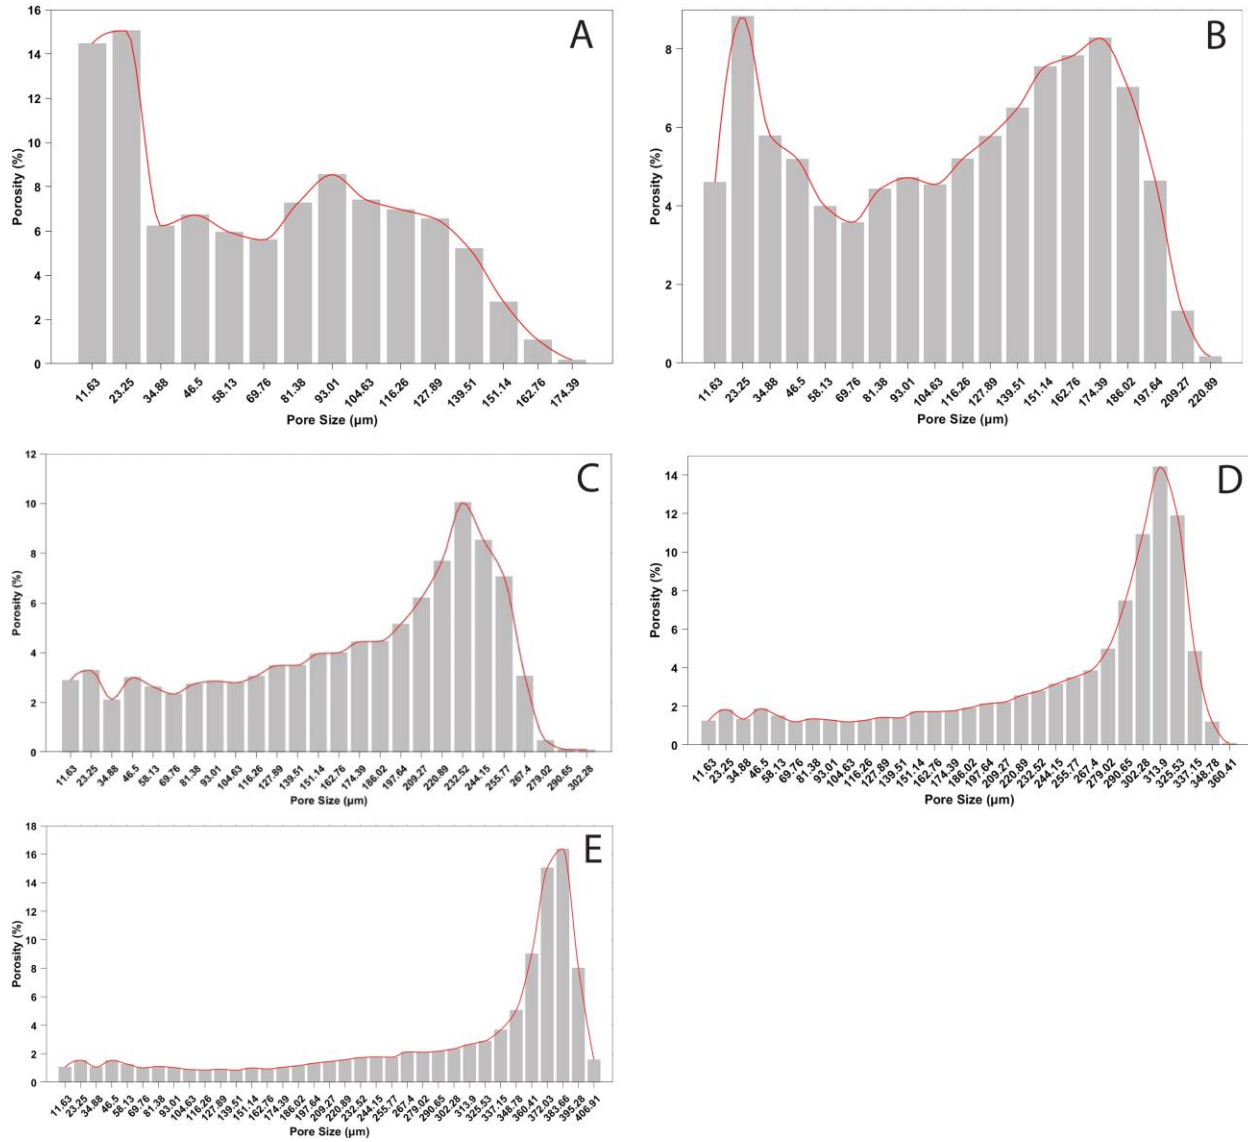 A
Porosity (%)
16
14
12
10
8
6
4
2
0
11.63 23.25 34.88 46.5 58.13 69.76 81.38 93.01 104.63 116.26 127.89 139.51 151.14 162.76 174.39
Pore Size (µm)
B
Porosity (%)
8
6
4
2
0
11.63 23.25 34.88 46.5 58.13 69.76 81.38 93.01 104.63 116.26 127.89 139.51 151.14 162.76 174.39 186.02 197.64 209.27 220.89
Pore Size (µm)
C
Porosity (%)
12
10
8
6
4
2
0
11.63 23.25 34.88 46.5 58.13 69.76 81.38 93.01 104.63 116.26 127.89 139.51 151.14 162.76 174.39 186.02 197.64 209.27 220.89 232.52 244.15 255.77 267.4 279.02 290.65 302.28
Pore Size (µm)
D
Porosity (%)
14
12
10
8
6
4
2
0
11.63 23.25 34.88 46.5 58.13 69.76 81.38 93.01 104.63 116.26 127.89 139.51 151.14 162.76 174.39 186.02 197.64 209.27 220.89 232.52 244.15 255.77 267.4 279.02 290.65 302.28 313.9 325.53 337.15 348.78 360.41
Pore Size (µm)
E
Porosity (%)
18
16
14
12
10
8
6
4
2
0
11.63 23.25 34.88 46.5 58.13 69.76 81.38 93.01 104.63 116.26 127.89 139.51 151.14 162.76 174.39 186.02 197.64 209.27 220.89 232.52 244.15 255.77 267.4 279.02 290.65 302.28 313.9 325.53 337.15 348.78 360.41 372.03 383.66 395.28 406.91
Pore Size (µm)